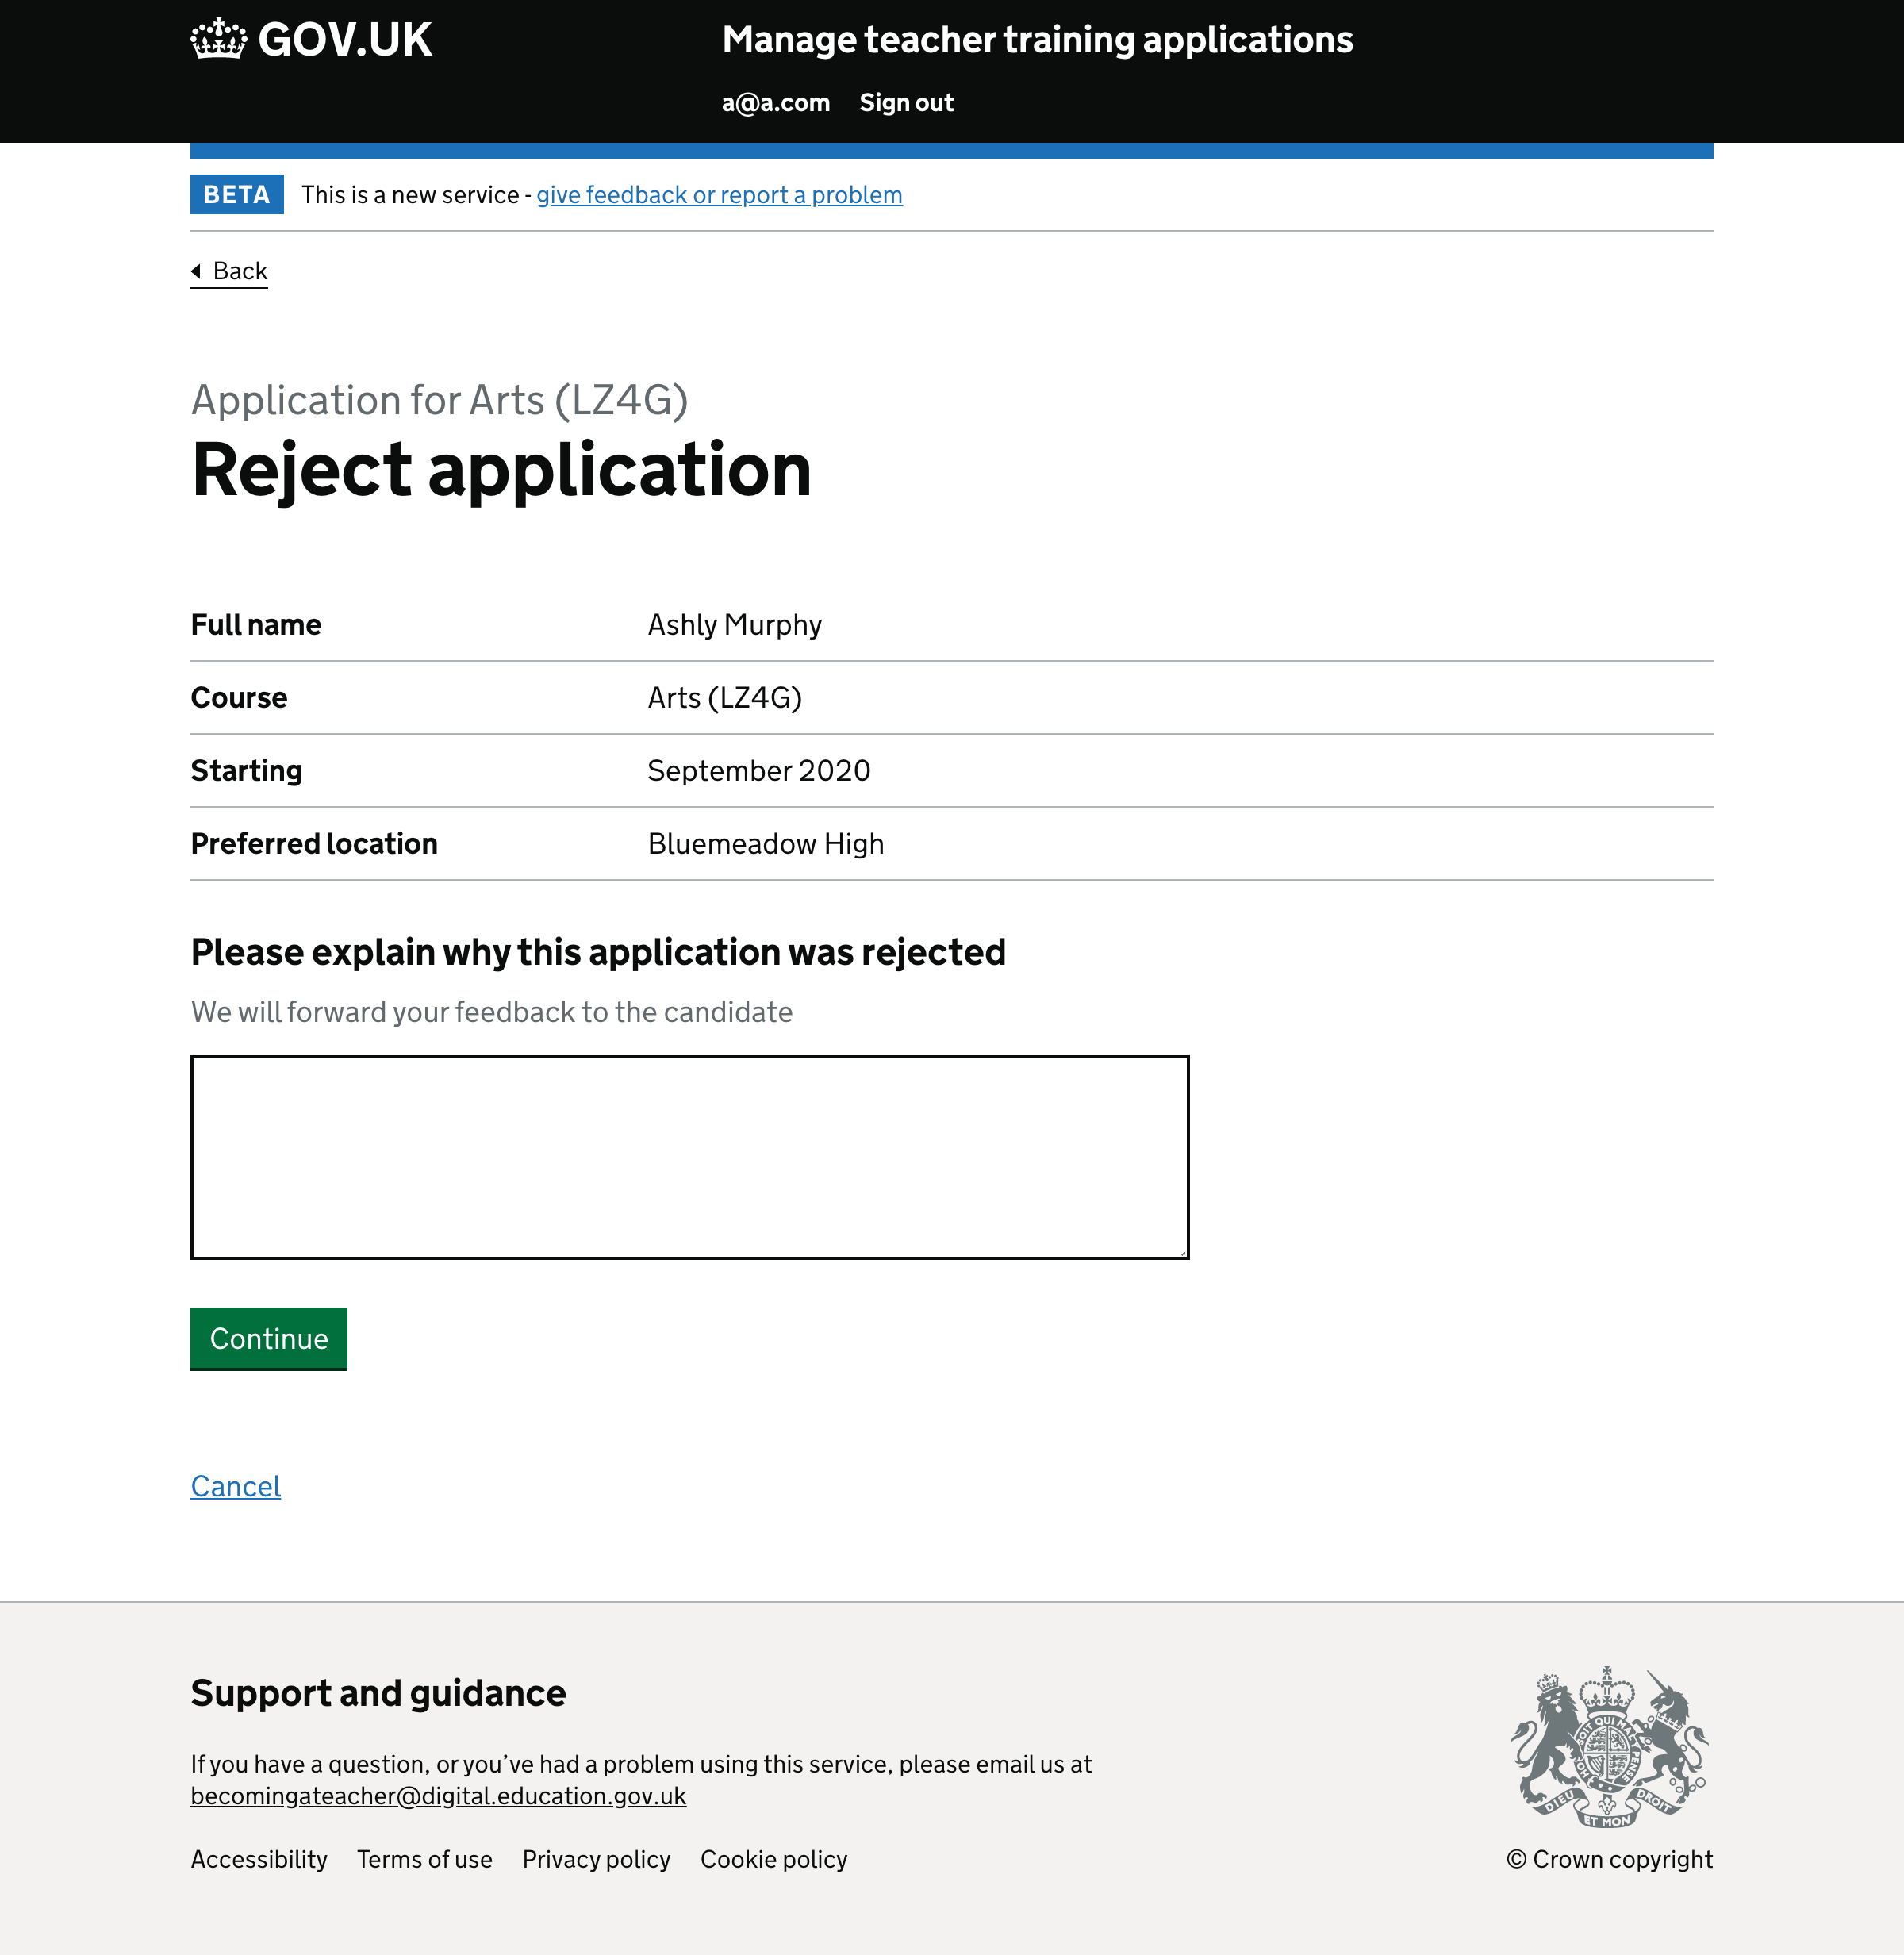 GOV.UK
Manage teacher training applications
a@a.com Sign out
BETA This is a new service - give feedback or report a problem
Back
Application for Arts (LZ4G)
Reject application
Full name Ashly Murphy
Course Arts (LZ4G)
Starting September 2020
Preferred location Bluemeadow High
Please explain why this application was rejected
We will forward your feedback to the candidate
Continue
Cancel
Support and guidance
If you have a question, or you’ve had a problem using this service, please email us at
becomingateacher@digital.education.gov.uk
DIEU ET MON DROIT
Accessibility Terms of use Privacy policy Cookie policy
© Crown copyright